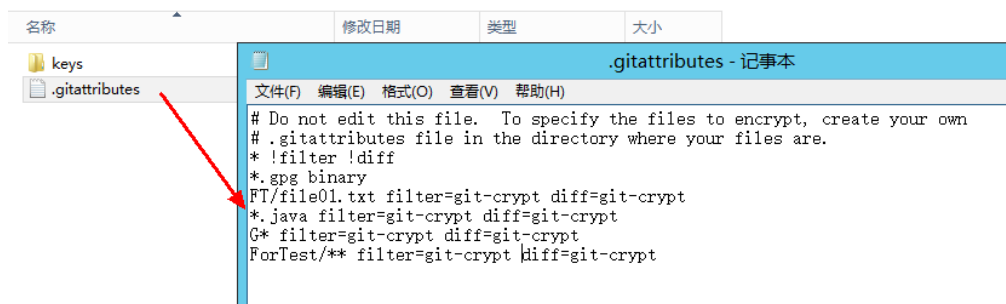 名称 修改日期 类型 大小
keys
.gitattributes
.gitattributes - 记事本
文件(F) 编辑(E) 格式(O) 查看(V) 帮助(H)
# Do not edit this file.  To specify the files to encrypt, create your own
# .gitattributes file in the directory where your files are.
* !filter !diff
*.gpg binary
FT/file01.txt filter=git-crypt diff=git-crypt
*.java filter=git-crypt diff=git-crypt
G* filter=git-crypt diff=git-crypt
ForTest/** filter=git-crypt diff=git-crypt